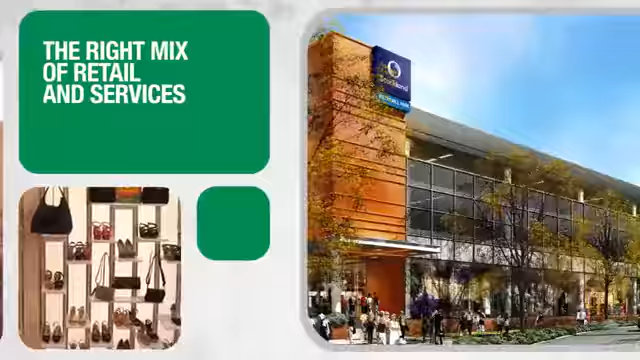 THE RIGHT MIX
OF RETAIL
AND SERVICES